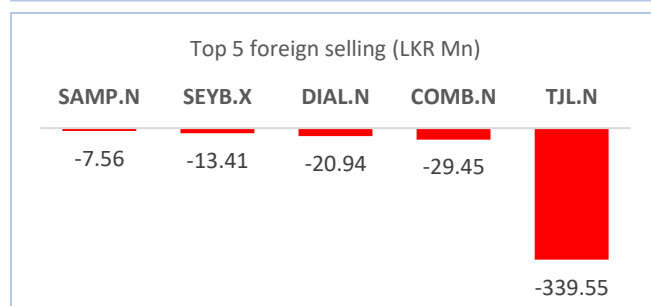 Top 5 foreign selling (LKR Mn)
SAMP.N SEYB.X DIAL.N COMB.N TJL.N
-7.56 -13.41 -20.94 -29.45
-339.55